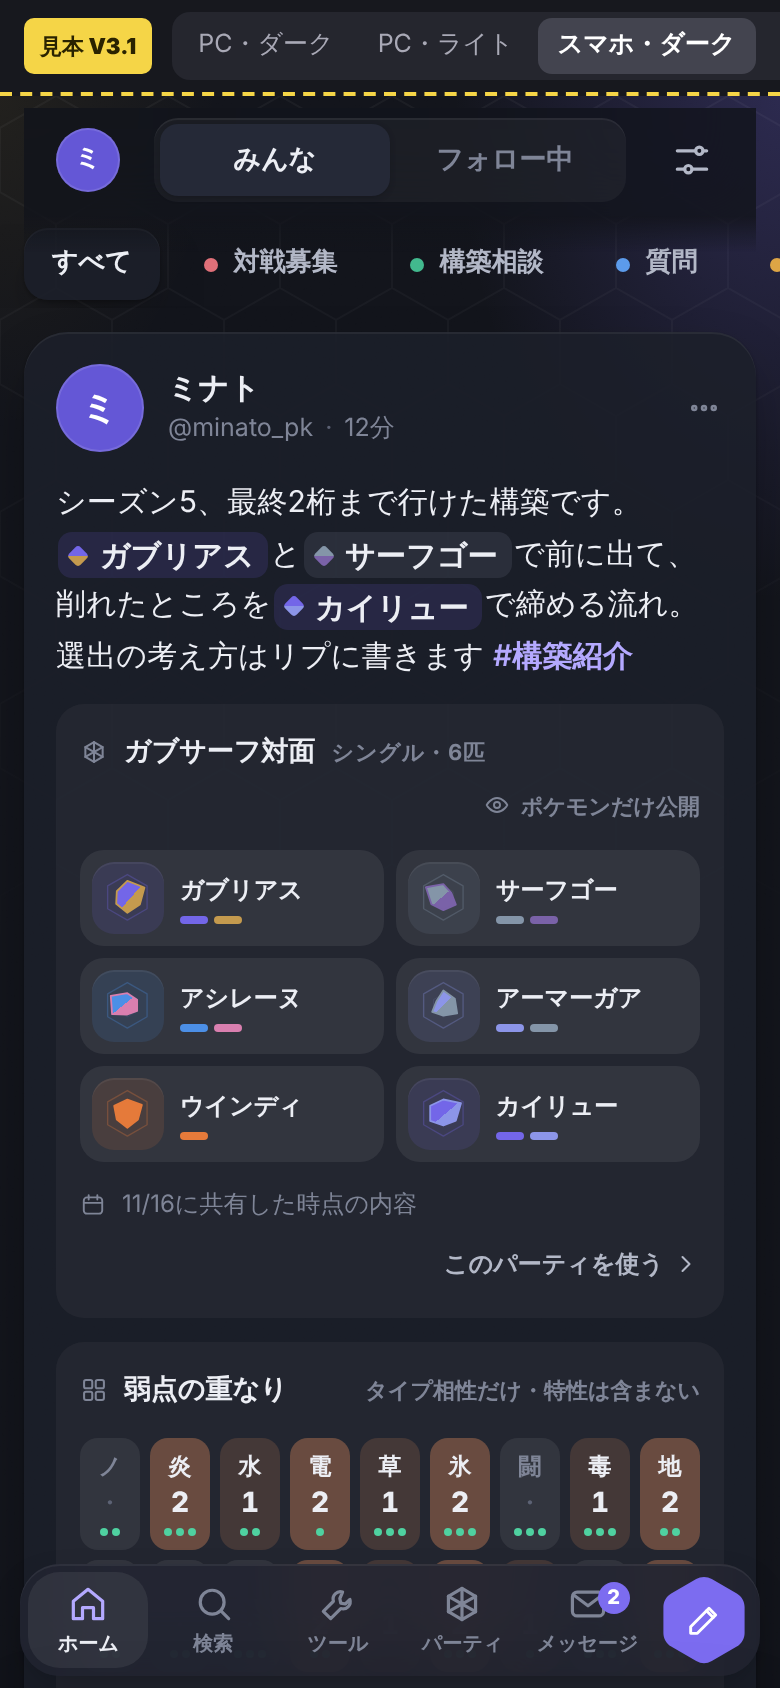 見本 V3.1 PC・ダーク PC・ライト スマホ・ダーク
ミ みんな フォロー中
すべて 対戦募集 構築相談 質問
ミ
ミナト
@minato_pk · 12分
シーズン5、最終2桁まで行けた構築です。
ガブリアス と サーフゴー で前に出て、
削れたところを カイリュー で締める流れ。
選出の考え方はリプに書きます #構築紹介
ガブサーフ対面 シングル・6匹
ポケモンだけ公開
ガブリアス サーフゴー
アシレーヌ アーマーガア
ウインディ カイリュー
11/16に共有した時点の内容
このパーティを使う
弱点の重なり タイプ相性だけ・特性は含まない
ノ 炎 水 電 草 氷 闘 毒 地
· 2 1 2 1 2 · 1 2
2
ホーム 検索 ツール パーティ メッセージ